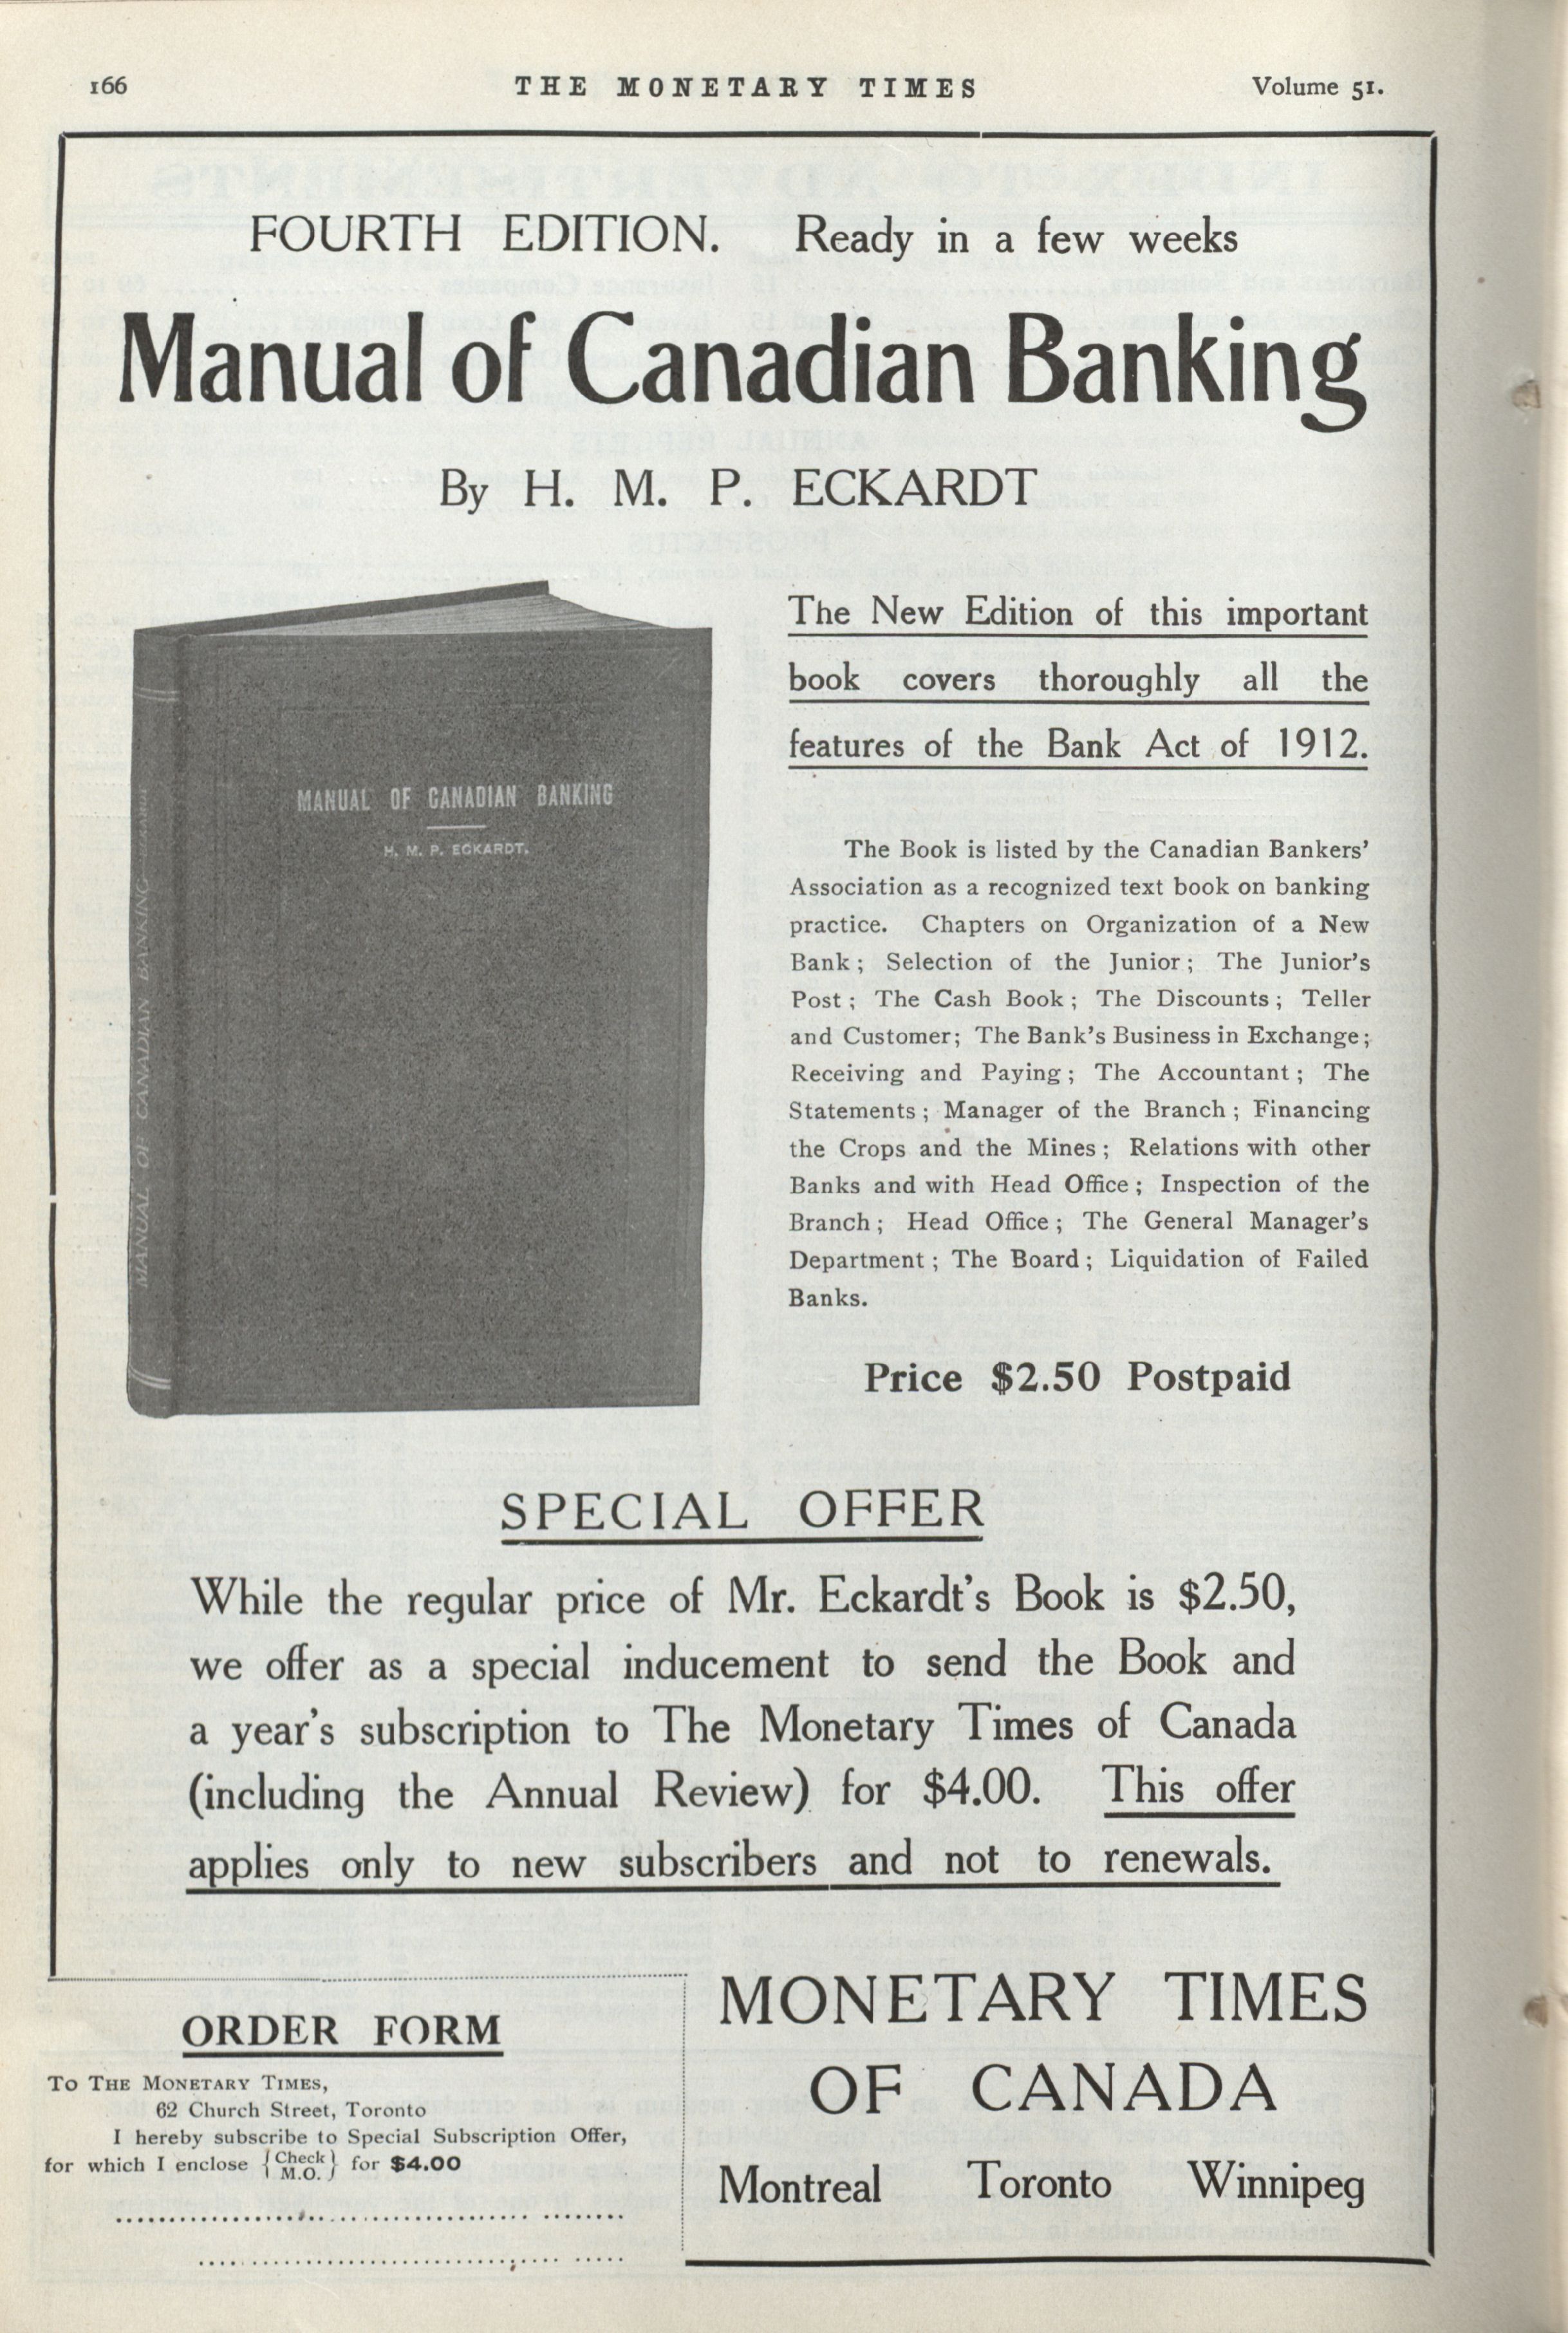 166
THE MONETARY TIMES
Volume 51.
FOURTH EDITION. Ready in a few weeks
Manual of Canadian Banking
By H. M. P. ECKARDT
MANUAL OF CANADIAN BANKING
H. M. P. ECKARDT.
MANUAL OF CANADIAN BANKING—ECKARDT
The New Edition of this important
book covers thoroughly all the
features of the Bank Act of 1912.
The Book is listed by the Canadian Bankers'
Association as a recognized text book on banking
practice. Chapters on Organization of a New
Bank; Selection of the Junior; The Junior's
Post; The Cash Book; The Discounts; Teller
and Customer; The Bank's Business in Exchange;
Receiving and Paying; The Accountant; The
Statements; Manager of the Branch; Financing
the Crops and the Mines; Relations with other
Banks and with Head Office; Inspection of the
Branch; Head Office; The General Manager's
Department; The Board; Liquidation of Failed
Banks.
Price $2.50 Postpaid
SPECIAL OFFER
While the regular price of Mr. Eckardt's Book is $2.50,
we offer as a special inducement to send the Book and
a year's subscription to The Monetary Times of Canada
(including the Annual Review) for $4.00. This offer
applies only to new subscribers and not to renewals.
ORDER FORM
To The Monetary Times,
62 Church Street, Toronto
I hereby subscribe to Special Subscription Offer,
for which I enclose {Check M.O.} for $4.00
MONETARY TIMES
OF CANADA
Montreal Toronto Winnipeg